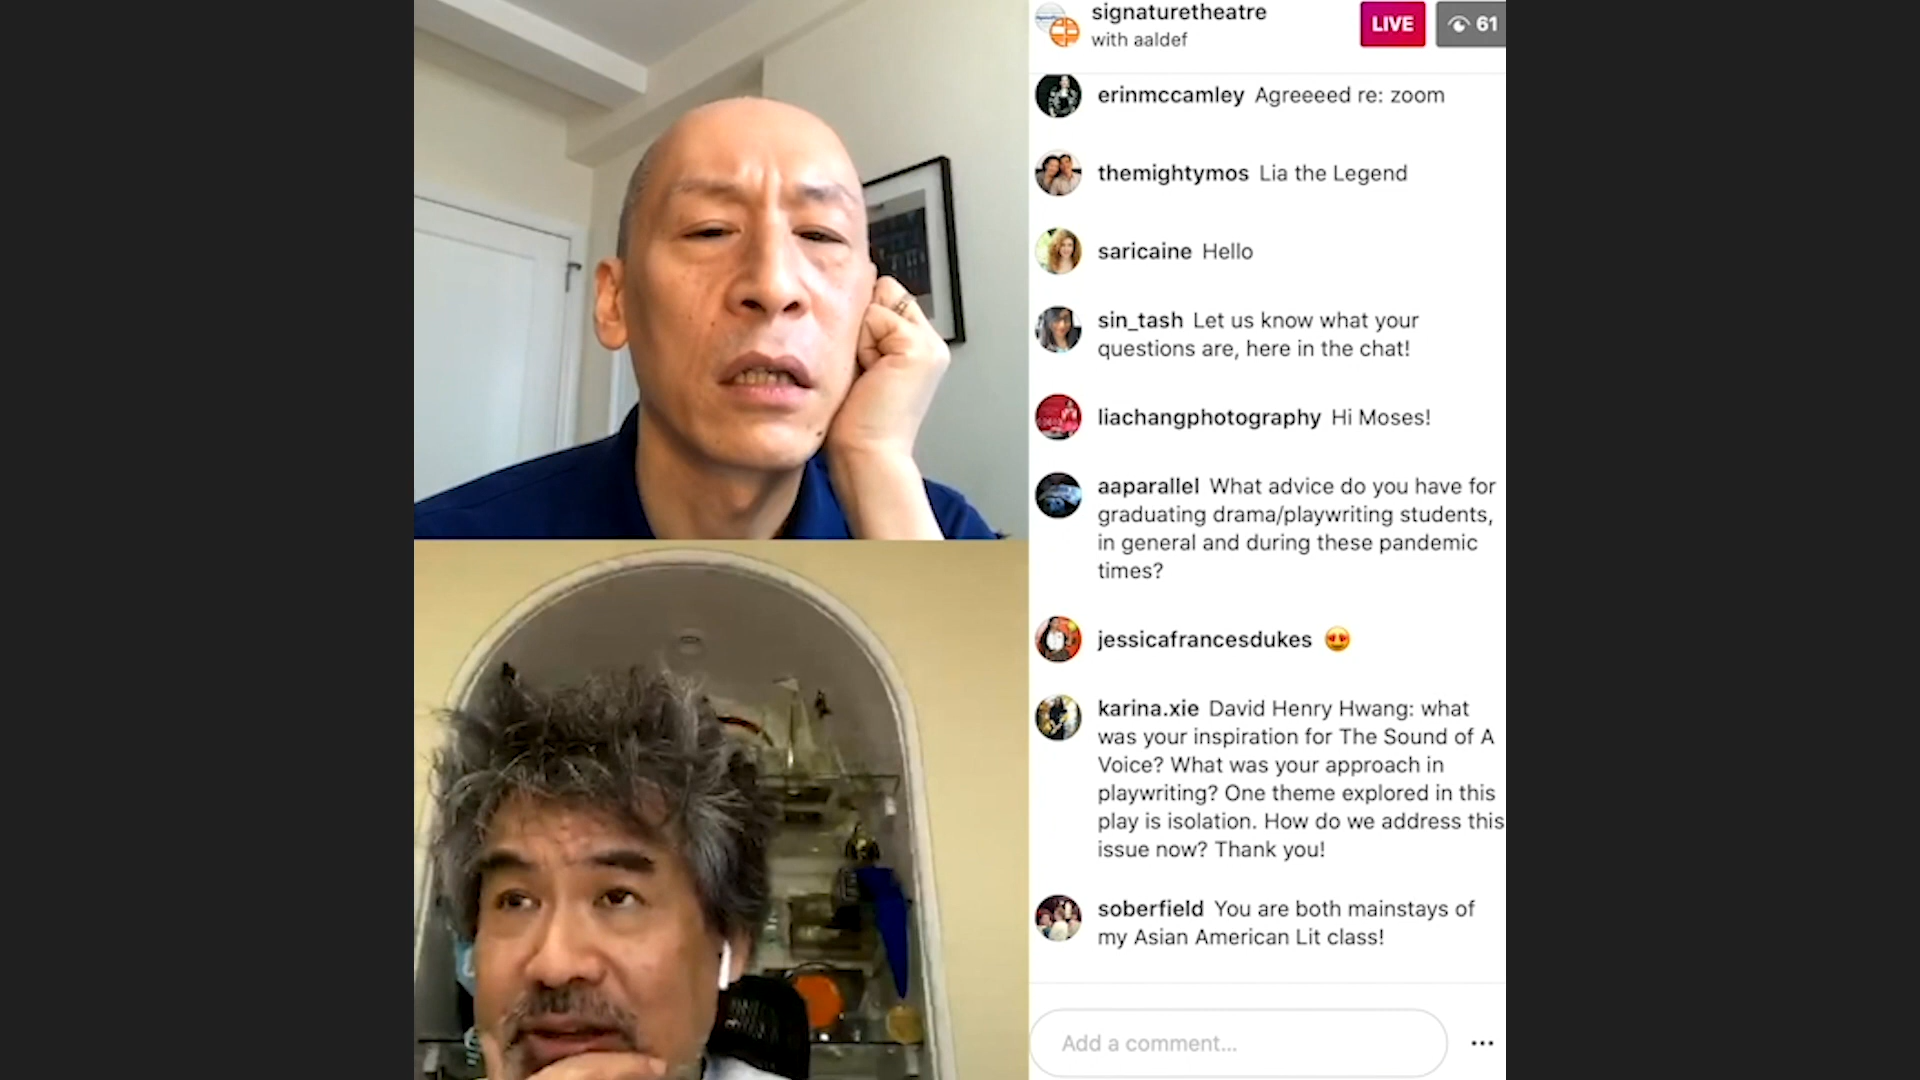 signaturetheatre
with aaldef
LIVE
61
erinmccamley Agreeeed re: zoom
themightymos Lia the Legend
saricaine Hello
sin_tash Let us know what your
questions are, here in the chat!
liachangphotography Hi Moses!
aaparallel What advice do you have for
graduating drama/playwriting students,
in general and during these pandemic
times?
jessicafrancesdukes 😍
karina.xie David Henry Hwang: what
was your inspiration for The Sound of A
Voice? What was your approach in
playwriting? One theme explored in this
play is isolation. How do we address this
issue now? Thank you!
soberfield You are both mainstays of
my Asian American Lit class!
Add a comment...